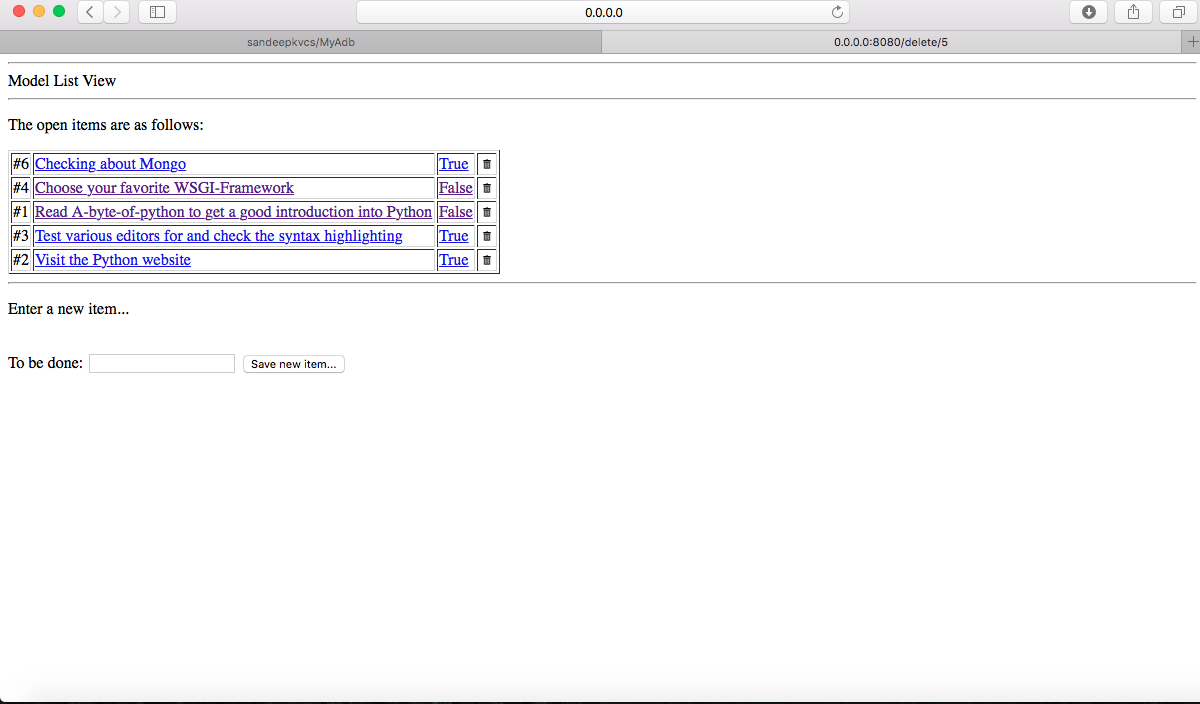 0.0.0.0
sandeepkvcs/MyAdb
0.0.0.0:8080/delete/5
Model List View
The open items are as follows:
#6 Checking about Mongo True
#4 Choose your favorite WSGI-Framework False
#1 Read A-byte-of-python to get a good introduction into Python False
#3 Test various editors for and check the syntax highlighting True
#2 Visit the Python website True
Enter a new item...
To be done: Save new item...